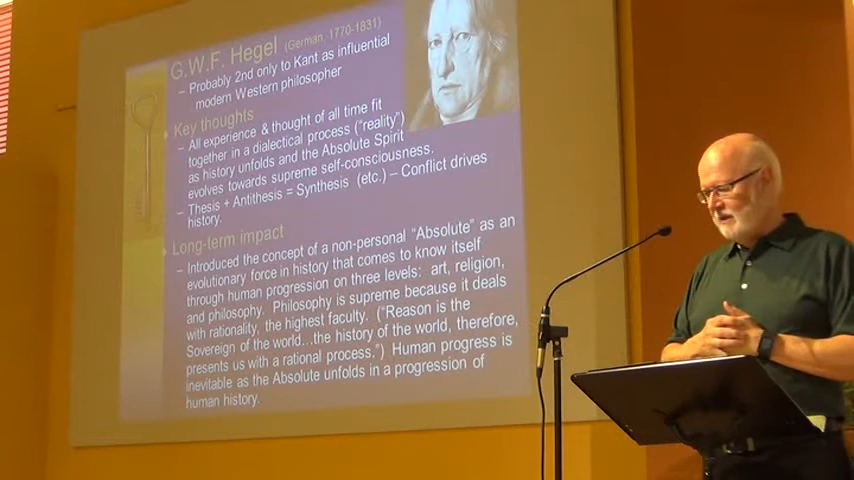 G.W.F. Hegel (German, 1770-1831)
– Probably 2nd only to Kant as influential
modern Western philosopher
Key thoughts
– All experience & thought of all time fit
together in a dialectical process ("reality")
as history unfolds and the Absolute Spirit
evolves towards supreme self-consciousness.
– Thesis + Antithesis = Synthesis (etc.) – Conflict drives
history.
Long-term impact
– Introduced the concept of a non-personal "Absolute" as an
evolutionary force in history that comes to know itself
through human progression on three levels: art, religion,
and philosophy. Philosophy is supreme because it deals
with rationality, the highest faculty. ("Reason is the
Sovereign of the world…the history of the world, therefore,
presents us with a rational process.") Human progress is
inevitable as the Absolute unfolds in a progression of
human history.